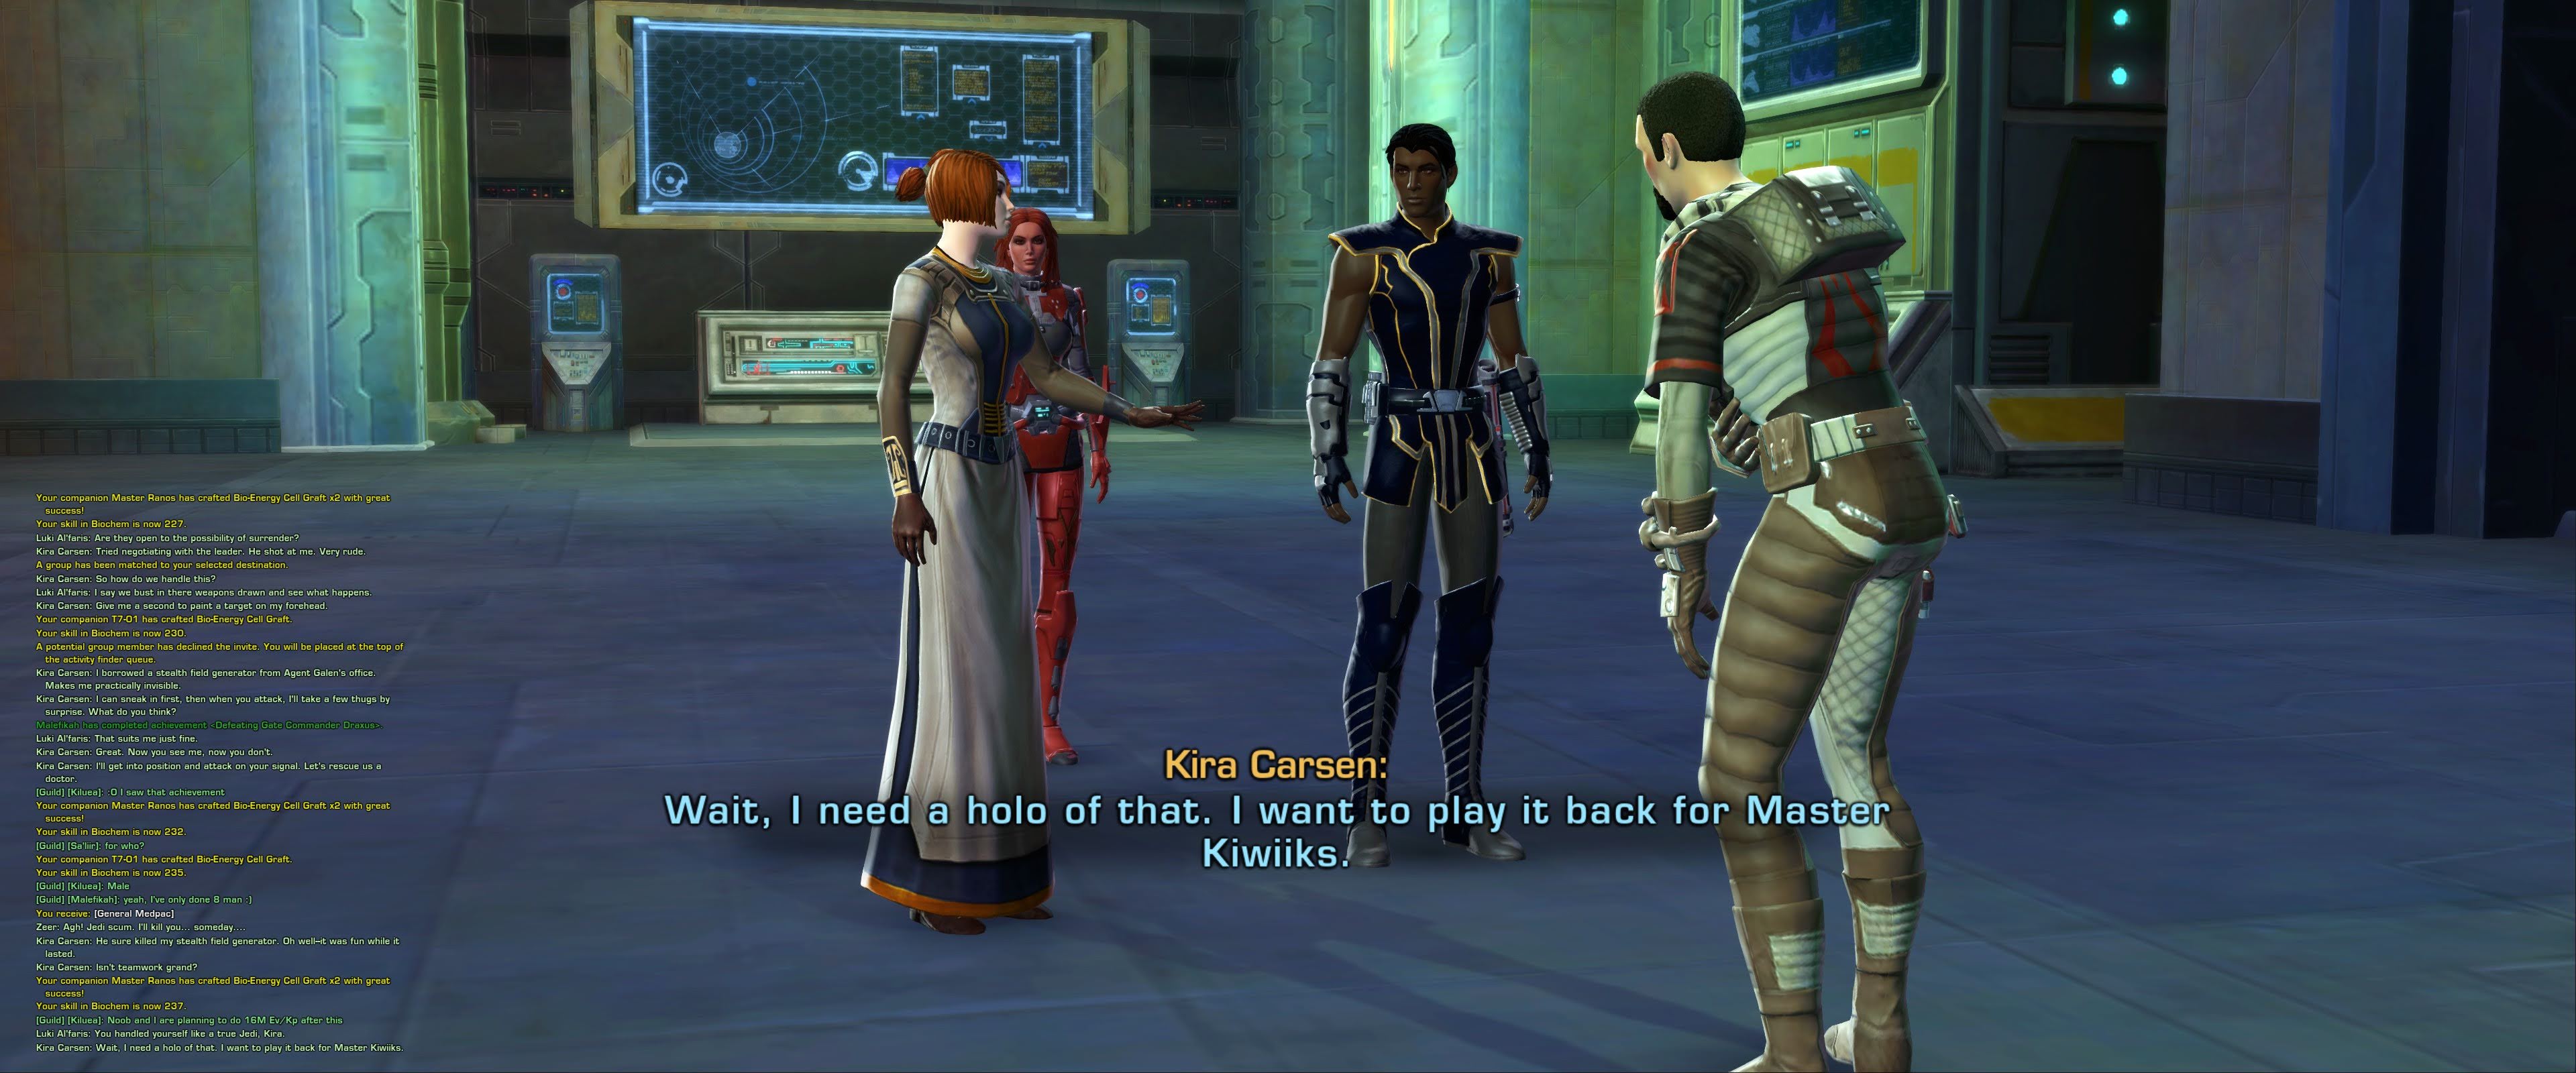 Your companion Master Ranos has crafted Bio-Energy Cell Graft x2 with great
success!
Your skill in Biochem is now 227.
Luki Al'faris: Are they open to the possibility of surrender?
Kira Carsen: Tried negotiating with the leader. He shot at me. Very rude.
A group has been matched to your selected destination.
Kira Carsen: So how do we handle this?
Luki Al'faris: I say we bust in there weapons drawn and see what happens.
Kira Carsen: Give me a second to paint a target on my forehead.
Your companion T7-01 has crafted Bio-Energy Cell Graft.
Your skill in Biochem is now 230.
A potential group member has declined the invite. You will be placed at the top of
the activity finder queue.
Kira Carsen: I borrowed a stealth field generator from Agent Galen's office.
Makes me practically invisible.
Kira Carsen: I can sneak in first, then when you attack, I'll take a few thugs by
surprise. What do you think?
Malefikah has completed achievement <Defeating Gate Commander Draxus>.
Luki Al'faris: That suits me just fine.
Kira Carsen: Great. Now you see me, now you don't.
Kira Carsen: I'll get into position and attack on your signal. Let's rescue us a
doctor.
[Guild] [Kiluea]: :O I saw that achievement
Your companion Master Ranos has crafted Bio-Energy Cell Graft x2 with great
success!
Your skill in Biochem is now 232.
[Guild] [Sa'liir]: for who?
Your companion T7-01 has crafted Bio-Energy Cell Graft.
Your skill in Biochem is now 235.
[Guild] [Kiluea]: Male
[Guild] [Malefikah]: yeah, I've only done 8 man :)
You receive: [General Medpac]
Zeer: Agh! Jedi scum. I'll kill you... someday....
Kira Carsen: He sure killed my stealth field generator. Oh well—it was fun while it
lasted.
Kira Carsen: Isn't teamwork grand?
Your companion Master Ranos has crafted Bio-Energy Cell Graft x2 with great
success!
Your skill in Biochem is now 237.
[Guild] [Kiluea]: Noob and I are planning to do 16M Ev/Kp after this
Luki Al'faris: You handled yourself like a true Jedi, Kira.
Kira Carsen: Wait, I need a holo of that. I want to play it back for Master Kiwiiks.
Kira Carsen:
Wait, I need a holo of that. I want to play it back for Master
Kiwiiks.